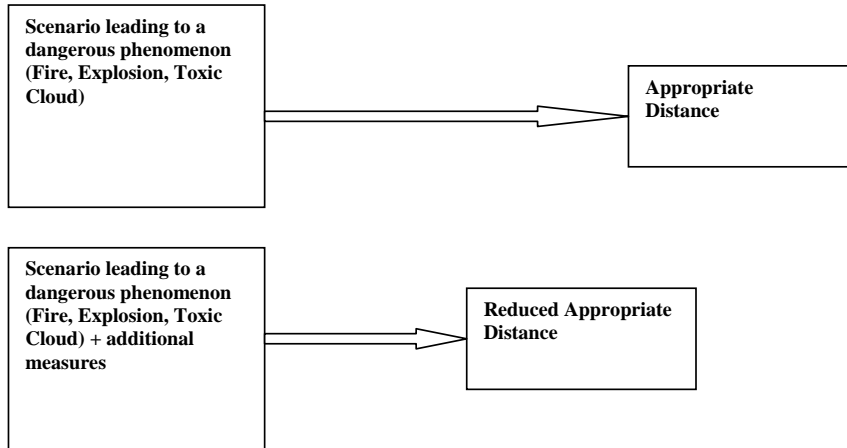 Scenario leading to a
dangerous phenomenon
(Fire, Explosion, Toxic
Cloud)
Appropriate
Distance
Scenario leading to a
dangerous phenomenon
(Fire, Explosion, Toxic
Cloud) + additional
measures
Reduced Appropriate
Distance